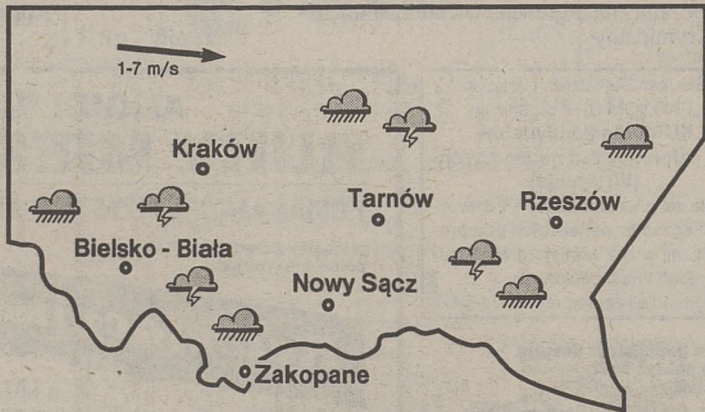 1-7 m/s
Kraków
Tarnów
Rzeszów
Bielsko - Biała
Nowy Sącz
Zakopane